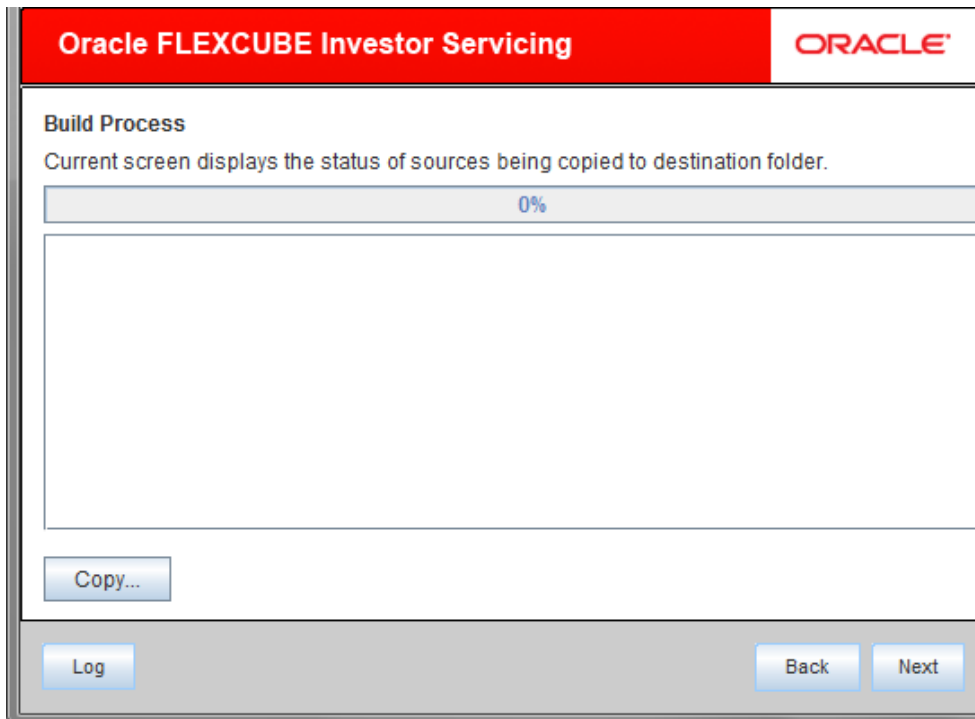 Oracle FLEXCUBE Investor Servicing
ORACLE
Build Process
Current screen displays the status of sources being copied to destination folder.
0%
Copy...
Log
Back
Next